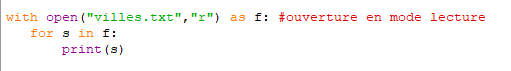 with open("villes.txt","r") as f: #ouverture en mode lecture
    for s in f:
        print(s)